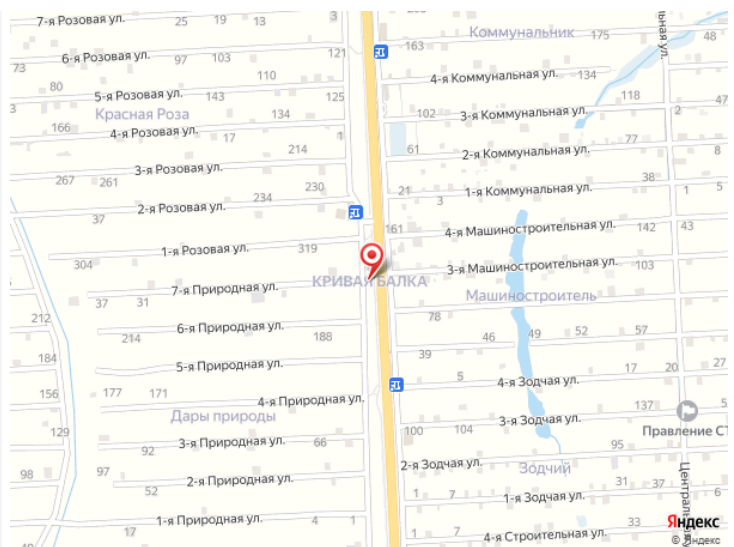 7-я Розовая ул.
25
19
13
251
Коммунальник
175
48
6-я Розовая ул.
103
121
163
73
97
4-я Коммунальная ул.
134
80
110
5-я Розовая ул.
143
125
118
2
47
Красная Роза
134
102
3-я Коммунальная ул.
166
4-я Розовая ул.
17
1
77
214
61
2-я Коммунальная ул.
8
3-я Розовая ул.
267
261
230
38
1-я Коммунальная ул.
21
3
1
5
234
2-я Розовая ул.
37
161
4-я Машиностроительная ул.
142
43
1-я Розовая ул.
319
304
3-я Машиностроительная ул.
103
КРИВАЯ БАЛКА
7-я Природная ул.
37
31
Машиностроитель
212
78
6-я Природная ул.
188
46
49
52
57
184
39
5-я Природная ул.
17
20
27
5
4-я Зодчая ул.
156
177
171
4-я Природная ул.
Дары природы
137
3-я Зодчая ул.
129
100
104
Правление СТ
3-я Природная ул.
66
92
95
98
97
2-я Зодчая ул.
Зодчий
2-я Природная ул.
52
31
37
1
7
1-я Зодчая ул.
Яндекс
1-я Природная ул.
4
1
17
1
7
4-я Строительная ул.
33
© Яндекс